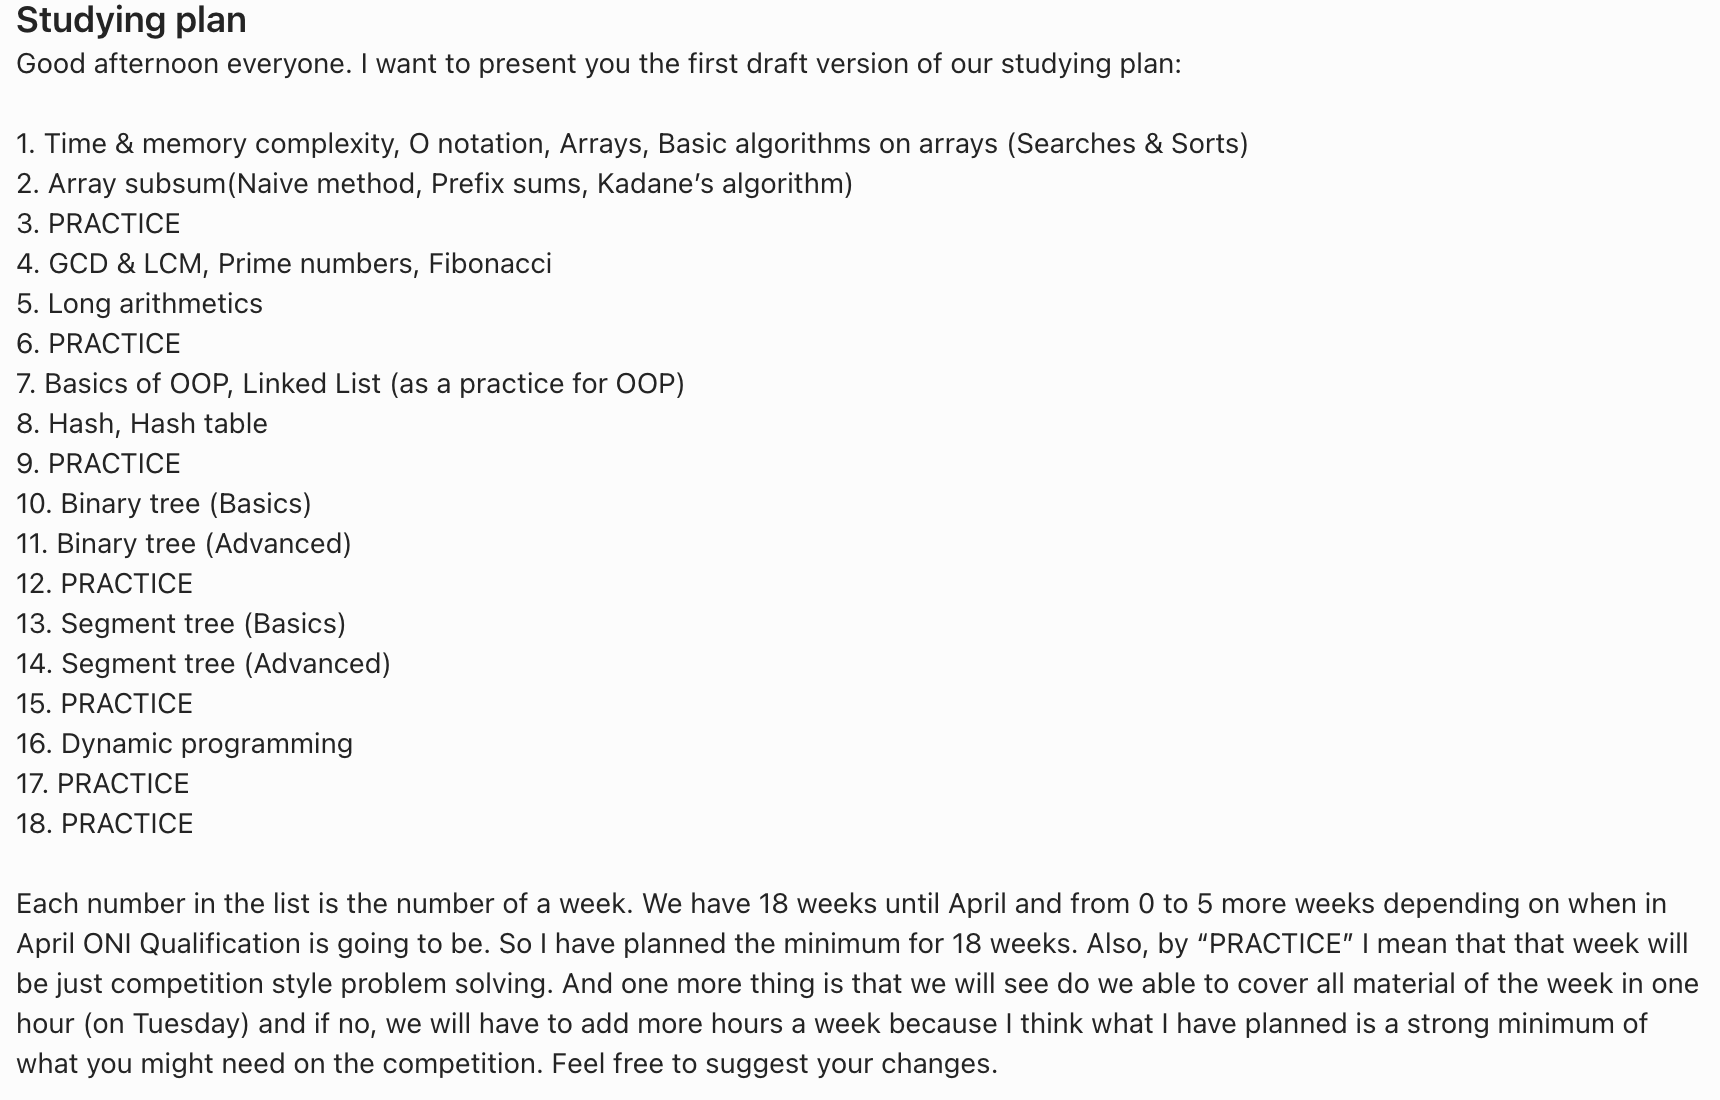 Studying plan
Good afternoon everyone. I want to present you the first draft version of our studying plan:
1. Time & memory complexity, O notation, Arrays, Basic algorithms on arrays (Searches & Sorts)
2. Array subsum(Naive method, Prefix sums, Kadane’s algorithm)
3. PRACTICE
4. GCD & LCM, Prime numbers, Fibonacci
5. Long arithmetics
6. PRACTICE
7. Basics of OOP, Linked List (as a practice for OOP)
8. Hash, Hash table
9. PRACTICE
10. Binary tree (Basics)
11. Binary tree (Advanced)
12. PRACTICE
13. Segment tree (Basics)
14. Segment tree (Advanced)
15. PRACTICE
16. Dynamic programming
17. PRACTICE
18. PRACTICE
Each number in the list is the number of a week. We have 18 weeks until April and from 0 to 5 more weeks depending on when in
April ONI Qualification is going to be. So I have planned the minimum for 18 weeks. Also, by “PRACTICE” I mean that that week will
be just competition style problem solving. And one more thing is that we will see do we able to cover all material of the week in one
hour (on Tuesday) and if no, we will have to add more hours a week because I think what I have planned is a strong minimum of
what you might need on the competition. Feel free to suggest your changes.